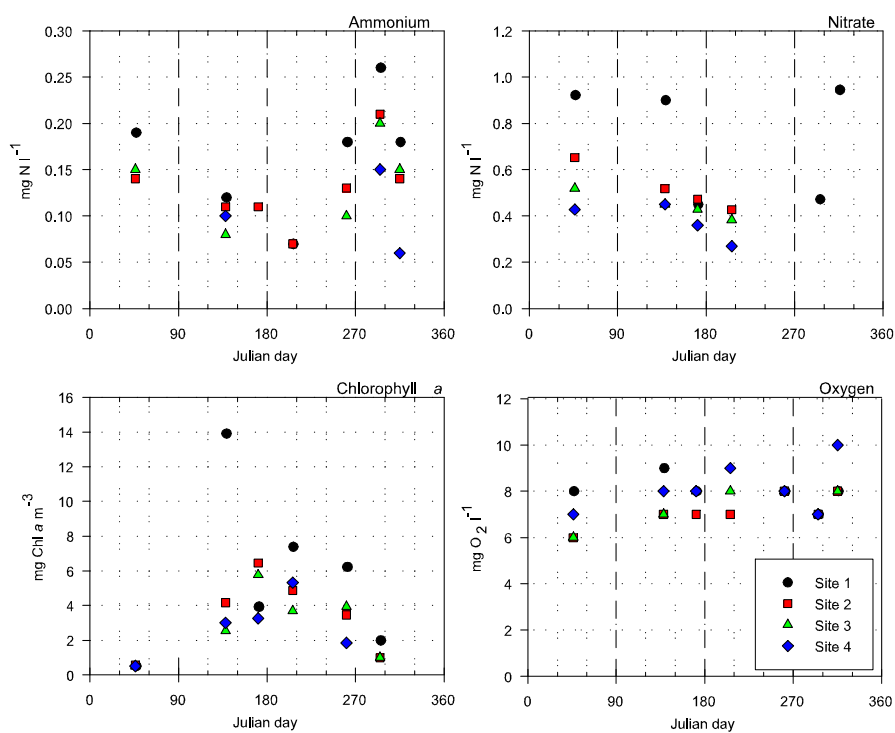 Ammonium
0.30
0.25
0.20
0.15
0.10
0.05
0.00
mg N l⁻¹
0 90 180 270 360
Julian day
Nitrate
1.2
1.0
0.8
0.6
0.4
0.2
0.0
mg N l⁻¹
0 90 180 270 360
Julian day
Chlorophyll a
16
14
12
10
8
6
4
2
0
mg Chl a m⁻³
0 90 180 270 360
Julian day
Oxygen
12
10
8
6
4
2
0
mg O₂ l⁻¹
0 90 180 270 360
Julian day
Site 1
Site 2
Site 3
Site 4